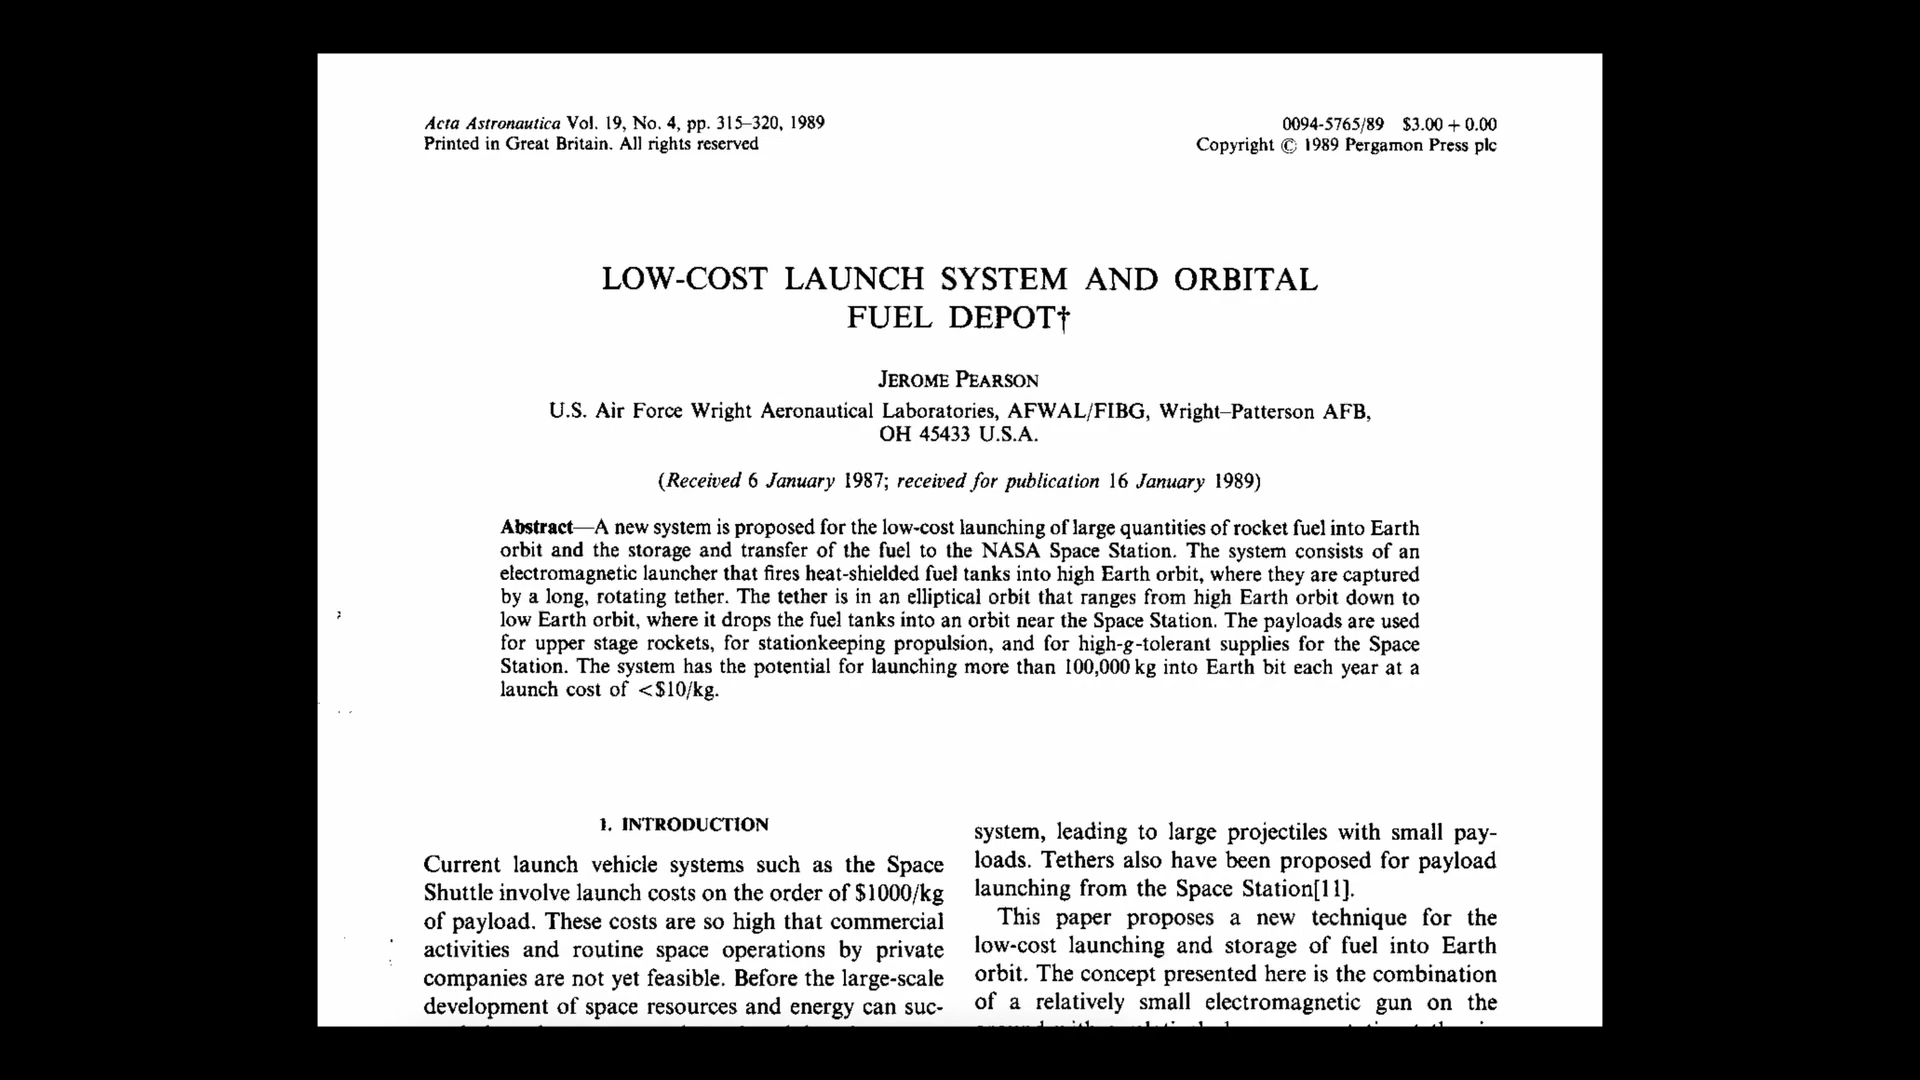 Acta Astronautica Vol. 19, No. 4, pp. 315–320, 1989
Printed in Great Britain. All rights reserved
0094-5765/89 $3.00 + 0.00
Copyright © 1989 Pergamon Press plc
LOW-COST LAUNCH SYSTEM AND ORBITAL
FUEL DEPOT†
JEROME PEARSON
U.S. Air Force Wright Aeronautical Laboratories, AFWAL/FIBG, Wright–Patterson AFB,
OH 45433 U.S.A.
(Received 6 January 1987; received for publication 16 January 1989)
Abstract—A new system is proposed for the low-cost launching of large quantities of rocket fuel into Earth
orbit and the storage and transfer of the fuel to the NASA Space Station. The system consists of an
electromagnetic launcher that fires heat-shielded fuel tanks into high Earth orbit, where they are captured
by a long, rotating tether. The tether is in an elliptical orbit that ranges from high Earth orbit down to
low Earth orbit, where it drops the fuel tanks into an orbit near the Space Station. The payloads are used
for upper stage rockets, for stationkeeping propulsion, and for high-g-tolerant supplies for the Space
Station. The system has the potential for launching more than 100,000 kg into Earth bit each year at a
launch cost of <$10/kg.
1. INTRODUCTION
Current launch vehicle systems such as the Space
Shuttle involve launch costs on the order of $1000/kg
of payload. These costs are so high that commercial
activities and routine space operations by private
companies are not yet feasible. Before the large-scale
development of space resources and energy can suc-
system, leading to large projectiles with small pay-
loads. Tethers also have been proposed for payload
launching from the Space Station[11].
This paper proposes a new technique for the
low-cost launching and storage of fuel into Earth
orbit. The concept presented here is the combination
of a relatively small electromagnetic gun on the